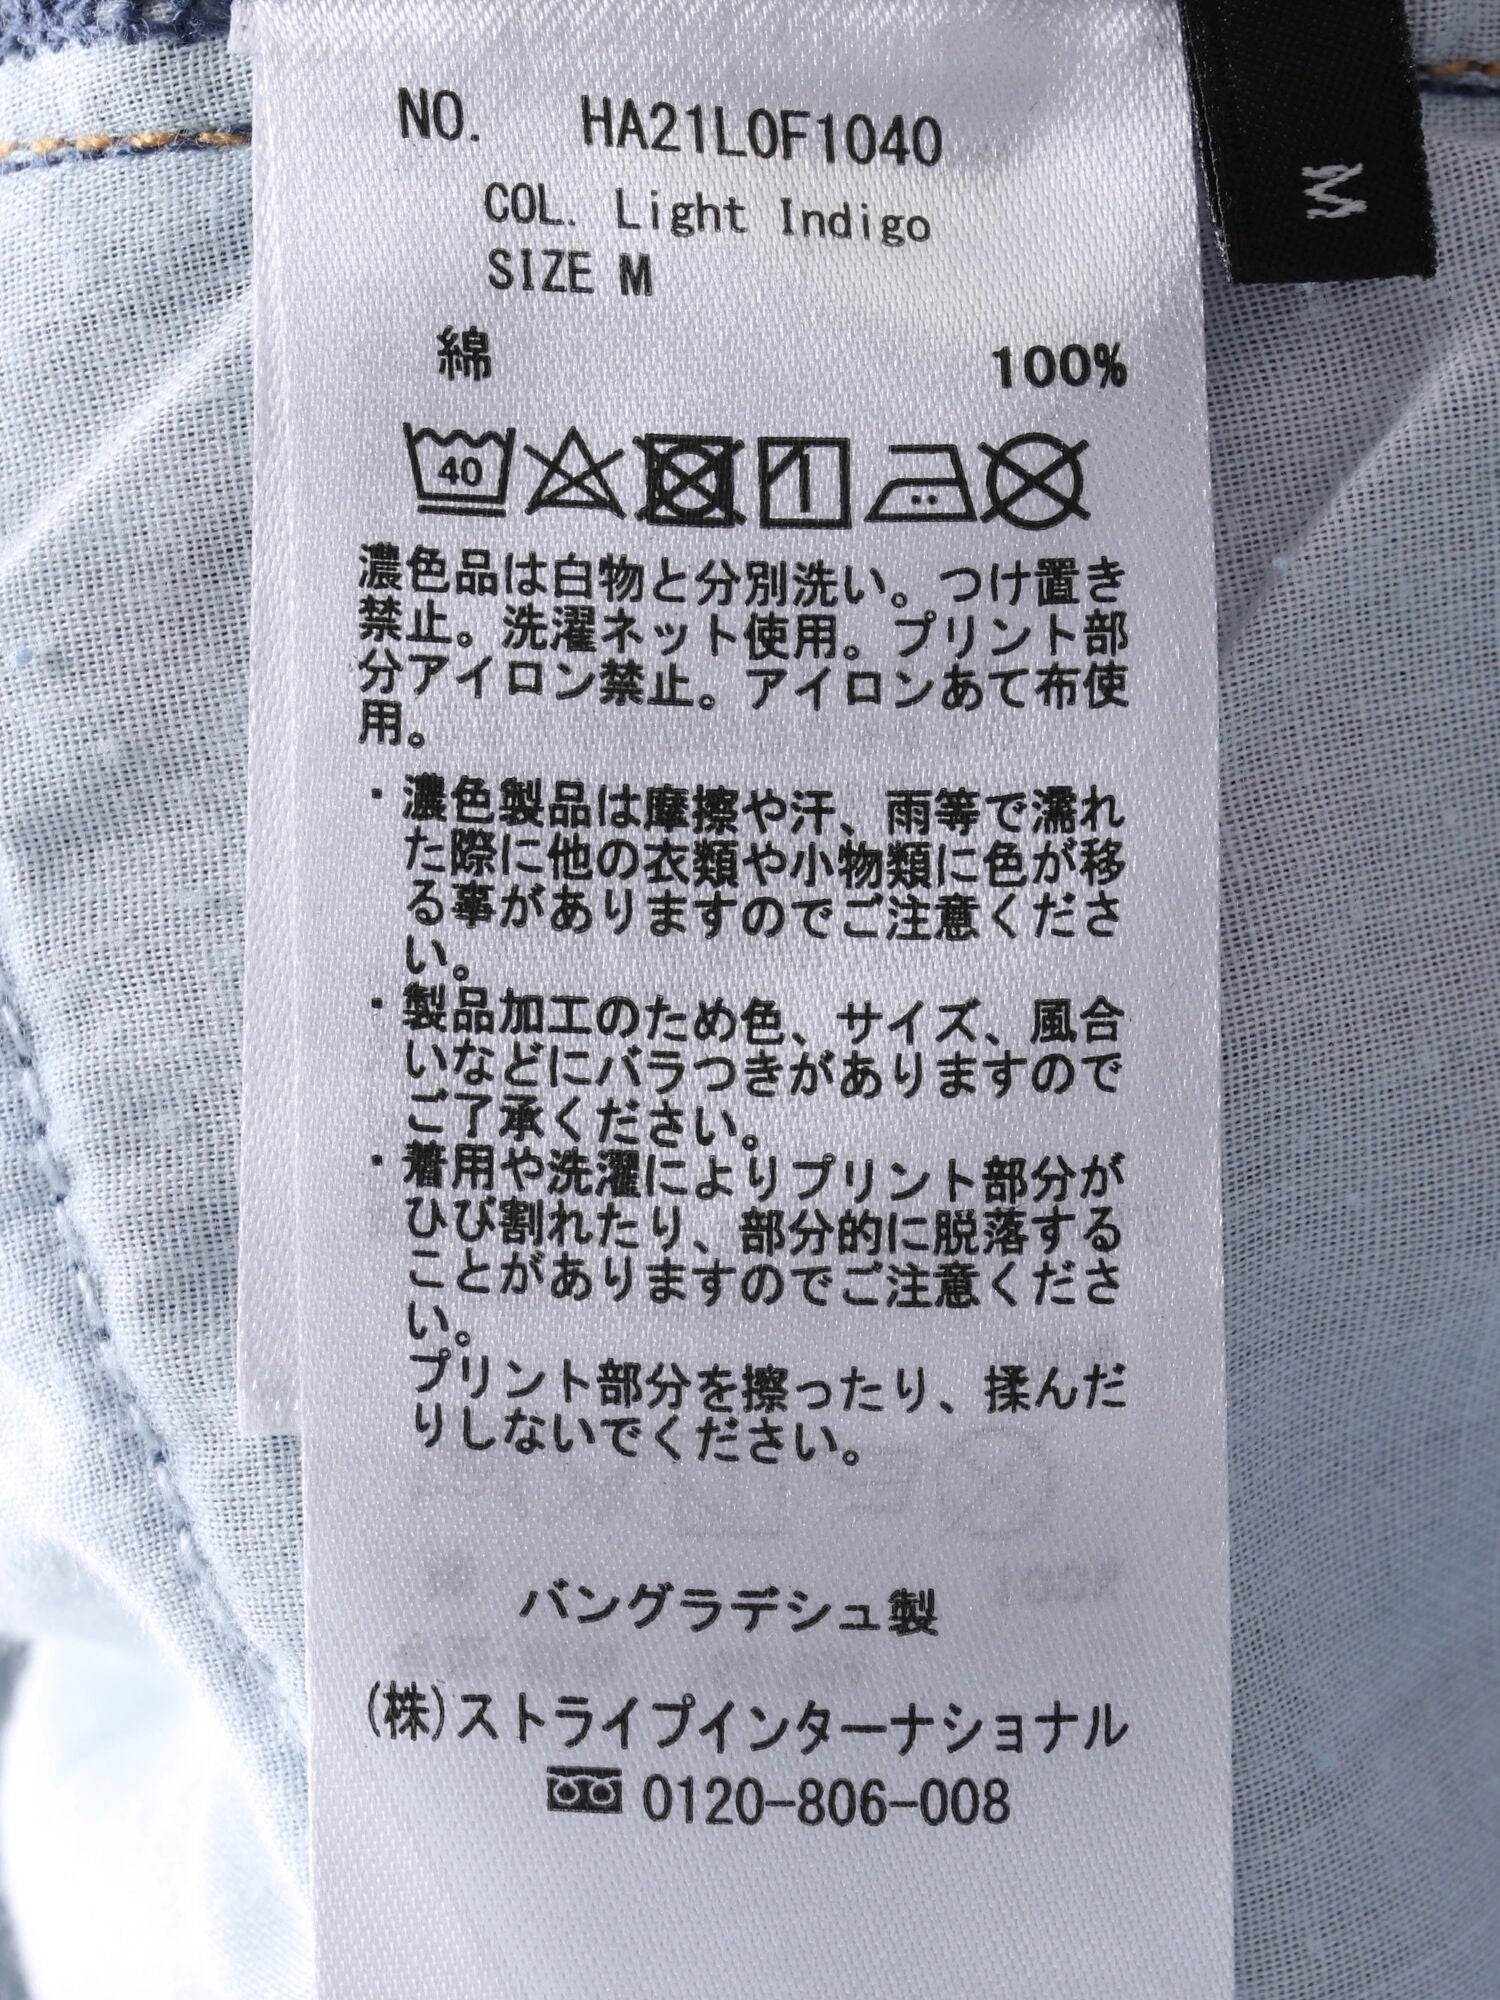 NO. HA21L0F1040
M
COL. Light Indigo
SIZE M
綿 100%
40
濃色品は白物と分別洗い。つけ置き
禁止。洗濯ネット使用。プリント部
分アイロン禁止。アイロンあて布使
用。
・濃色製品は摩擦や汗、雨等で濡れ
た際に他の衣類や小物類に色が移
る事がありますのでご注意くださ
い。
・製品加工のため色、サイズ、風合
いなどにバラつきがありますので
ご了承ください。
・着用や洗濯によりプリント部分が
ひび割れたり、部分的に脱落する
ことがありますのでご注意くださ
い。
プリント部分を擦ったり、揉んだ
りしないでください。
バングラデシュ製
(株)ストライプインターナショナル
0120-806-008